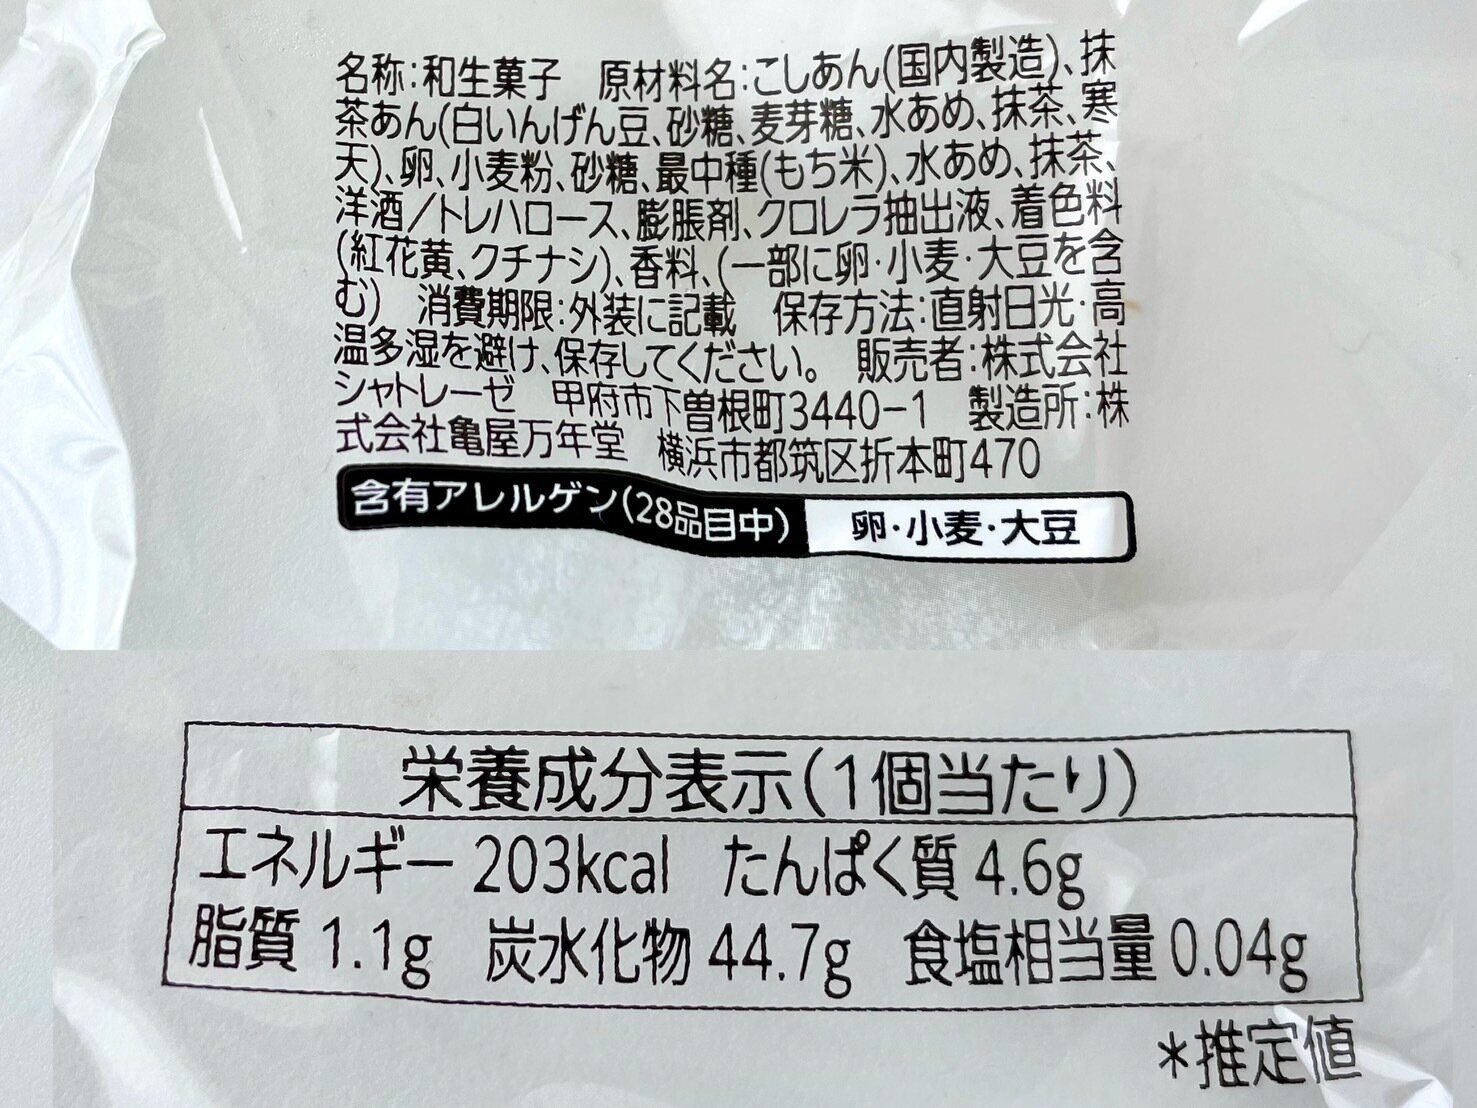 名称:和生菓子 原材料名:こしあん(国内製造)、抹
茶あん(白いんげん豆、砂糖、麦芽糖、水あめ、抹茶、寒
天)、卵、小麦粉、砂糖、最中種(もち米)、水あめ、抹茶、
洋酒/トレハロース、膨脹剤、クロレラ抽出液、着色料
(紅花黄、クチナシ)、香料、(一部に卵・小麦・大豆を含
む) 消費期限:外装に記載 保存方法:直射日光・高
温多湿を避け、保存してください。 販売者:株式会社
シャトレーゼ 甲府市下曽根町3440-1 製造所:株
式会社亀屋万年堂 横浜市都筑区折本町470
含有アレルゲン(28品目中) 卵・小麦・大豆
栄養成分表示(1個当たり)
エネルギー 203kcal たんぱく質 4.6g
脂質 1.1g 炭水化物 44.7g 食塩相当量 0.04g
*推定値